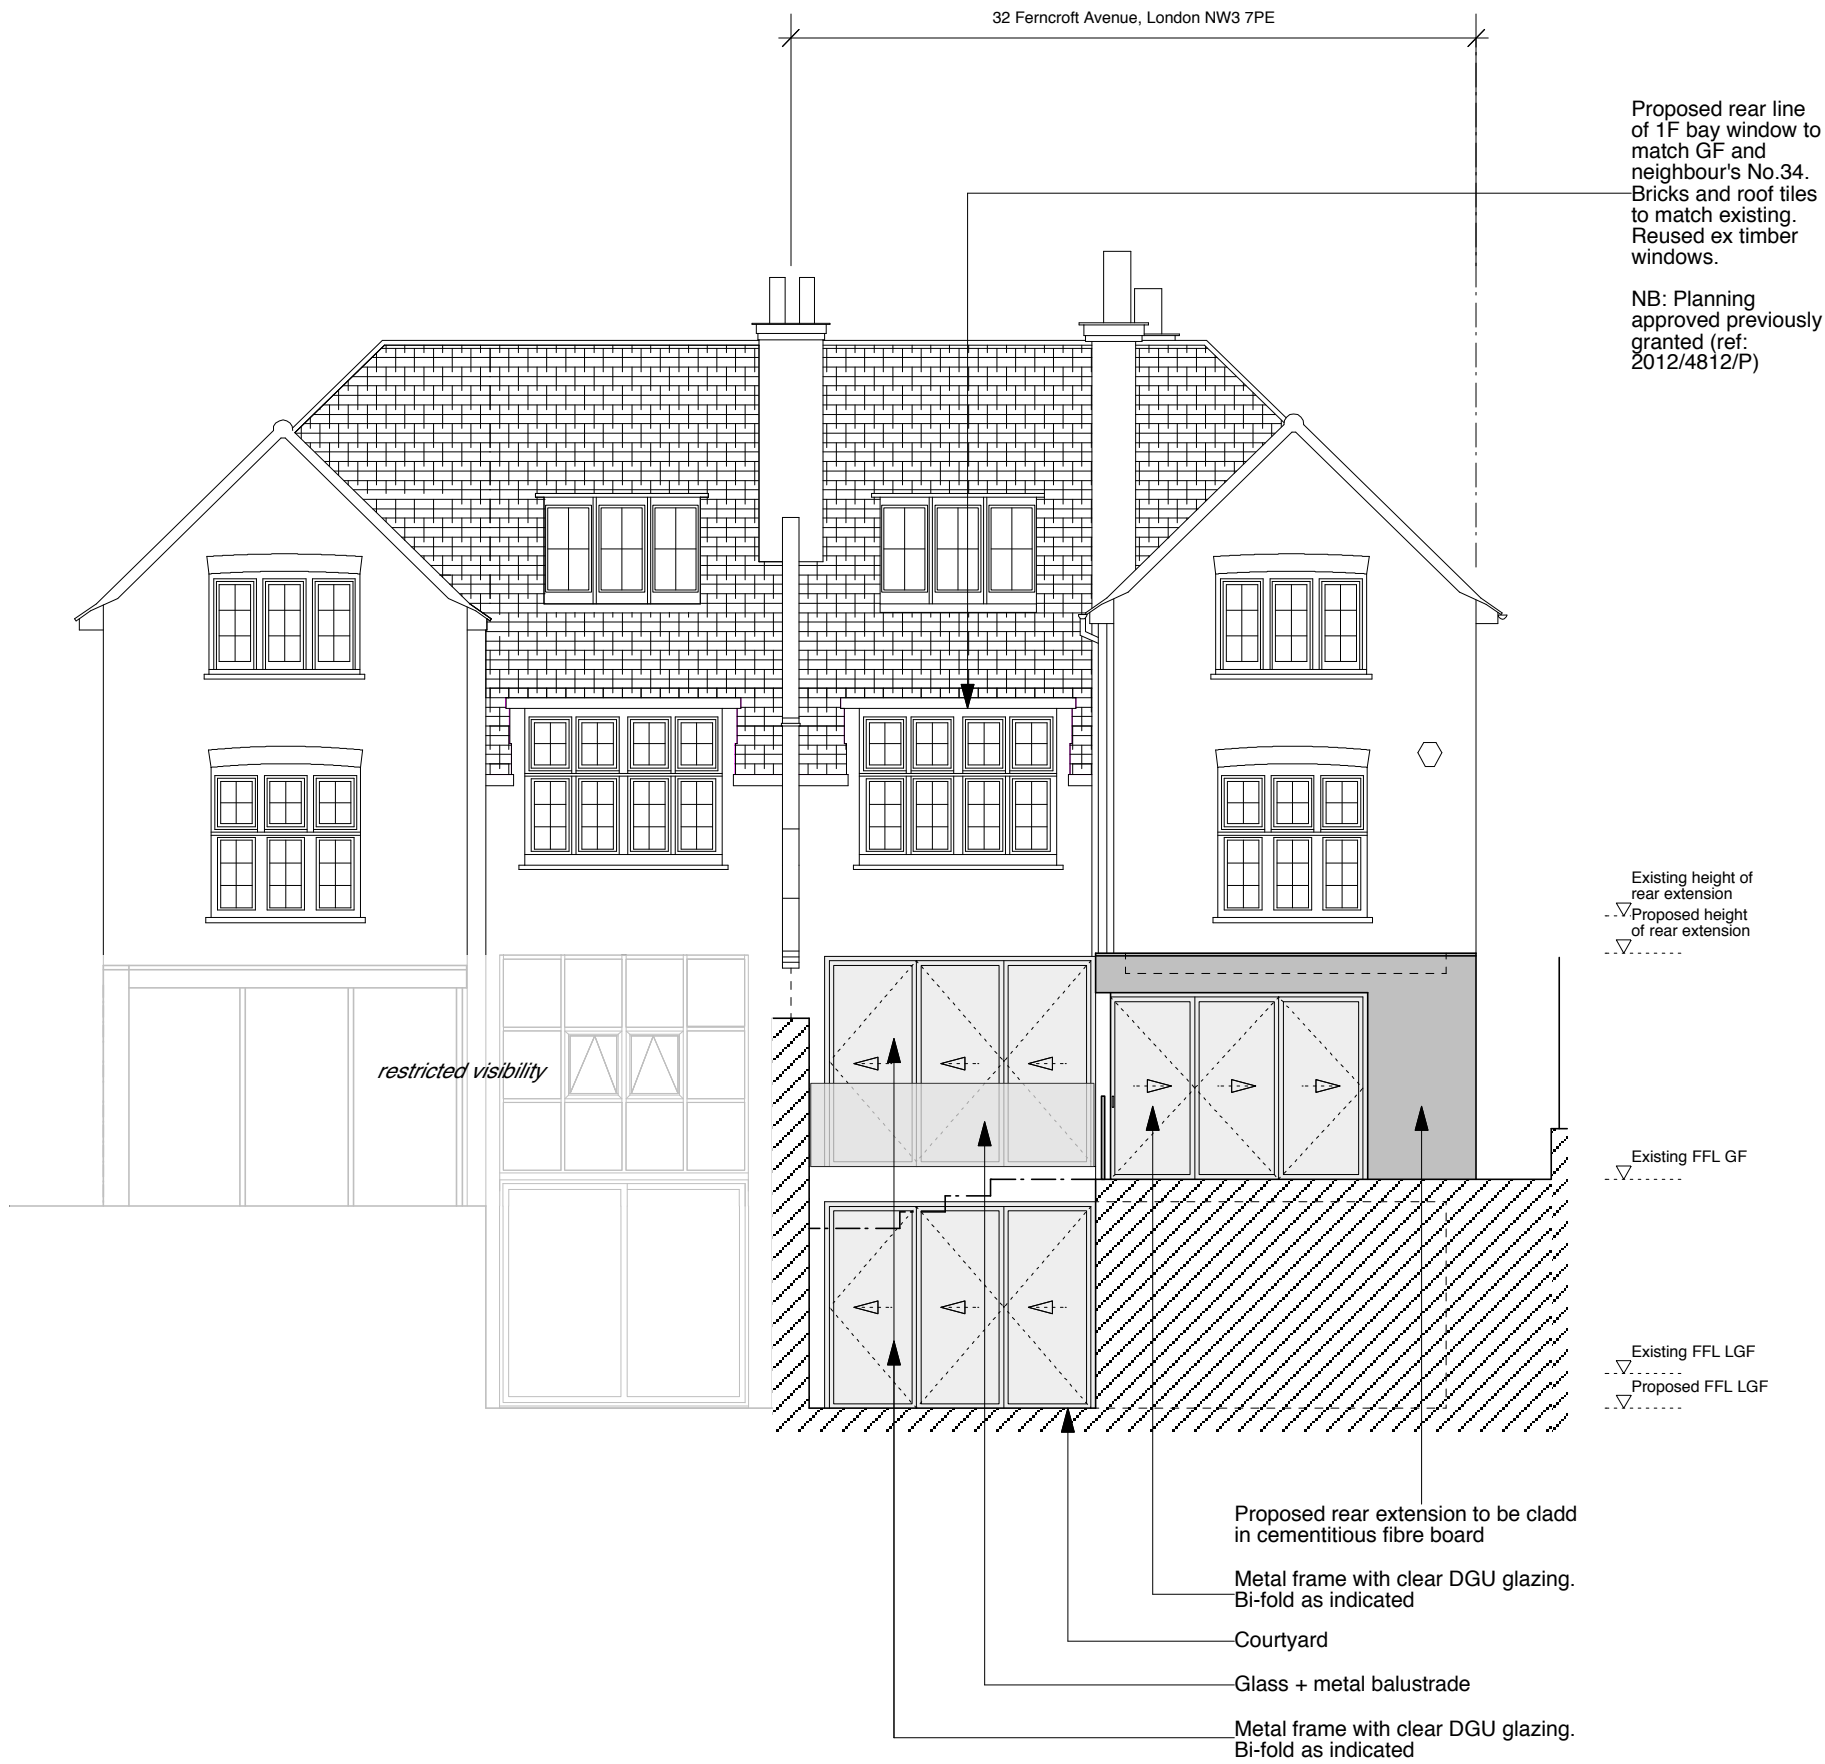 32 Ferncroft Avenue, London NW3 7PE
Proposed rear line
of 1F bay window to
match GF and
neighbour's No.34.
Bricks and roof tiles
to match existing.
Reused ex timber
windows.
NB: Planning
approved previously
granted (ref:
2012/4812/P)
Existing height of
rear extension
Proposed height
of rear extension
restricted visibility
Existing FFL GF
Existing FFL LGF
Proposed FFL LGF
Proposed rear extension to be cladd
in cementitious fibre board
Metal frame with clear DGU glazing.
Bi-fold as indicated
Courtyard
Glass + metal balustrade
Metal frame with clear DGU glazing.
Bi-fold as indicated